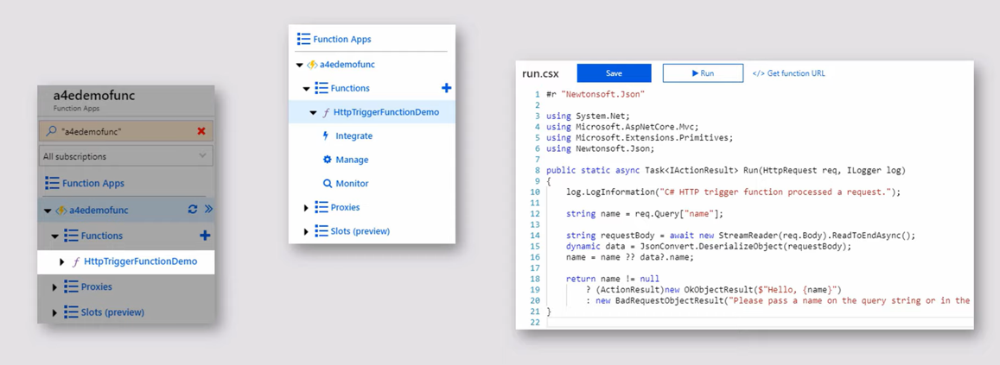 a4edemofunc
Function Apps
"a4edemofunc"
All subscriptions
Function Apps
a4edemofunc
Functions
HttpTriggerFunctionDemo
Proxies
Slots (preview)
Function Apps
a4edemofunc
Functions
HttpTriggerFunctionDemo
Integrate
Manage
Monitor
Proxies
Slots (preview)
run.csx Save Run </> Get function URL
1 #r "Newtonsoft.Json"
2
3 using System.Net;
4 using Microsoft.AspNetCore.Mvc;
5 using Microsoft.Extensions.Primitives;
6 using Newtonsoft.Json;
7
8 public static async Task<IActionResult> Run(HttpRequest req, ILogger log)
9 {
10 log.LogInformation("C# HTTP trigger function processed a request.");
11
12 string name = req.Query["name"];
13
14 string requestBody = await new StreamReader(req.Body).ReadToEndAsync();
15 dynamic data = JsonConvert.DeserializeObject(requestBody);
16 name = name ?? data?.name;
17
18 return name != null
19 ? (ActionResult)new OkObjectResult($"Hello, {name}")
20 : new BadRequestObjectResult("Please pass a name on the query string or in the
21 }
22